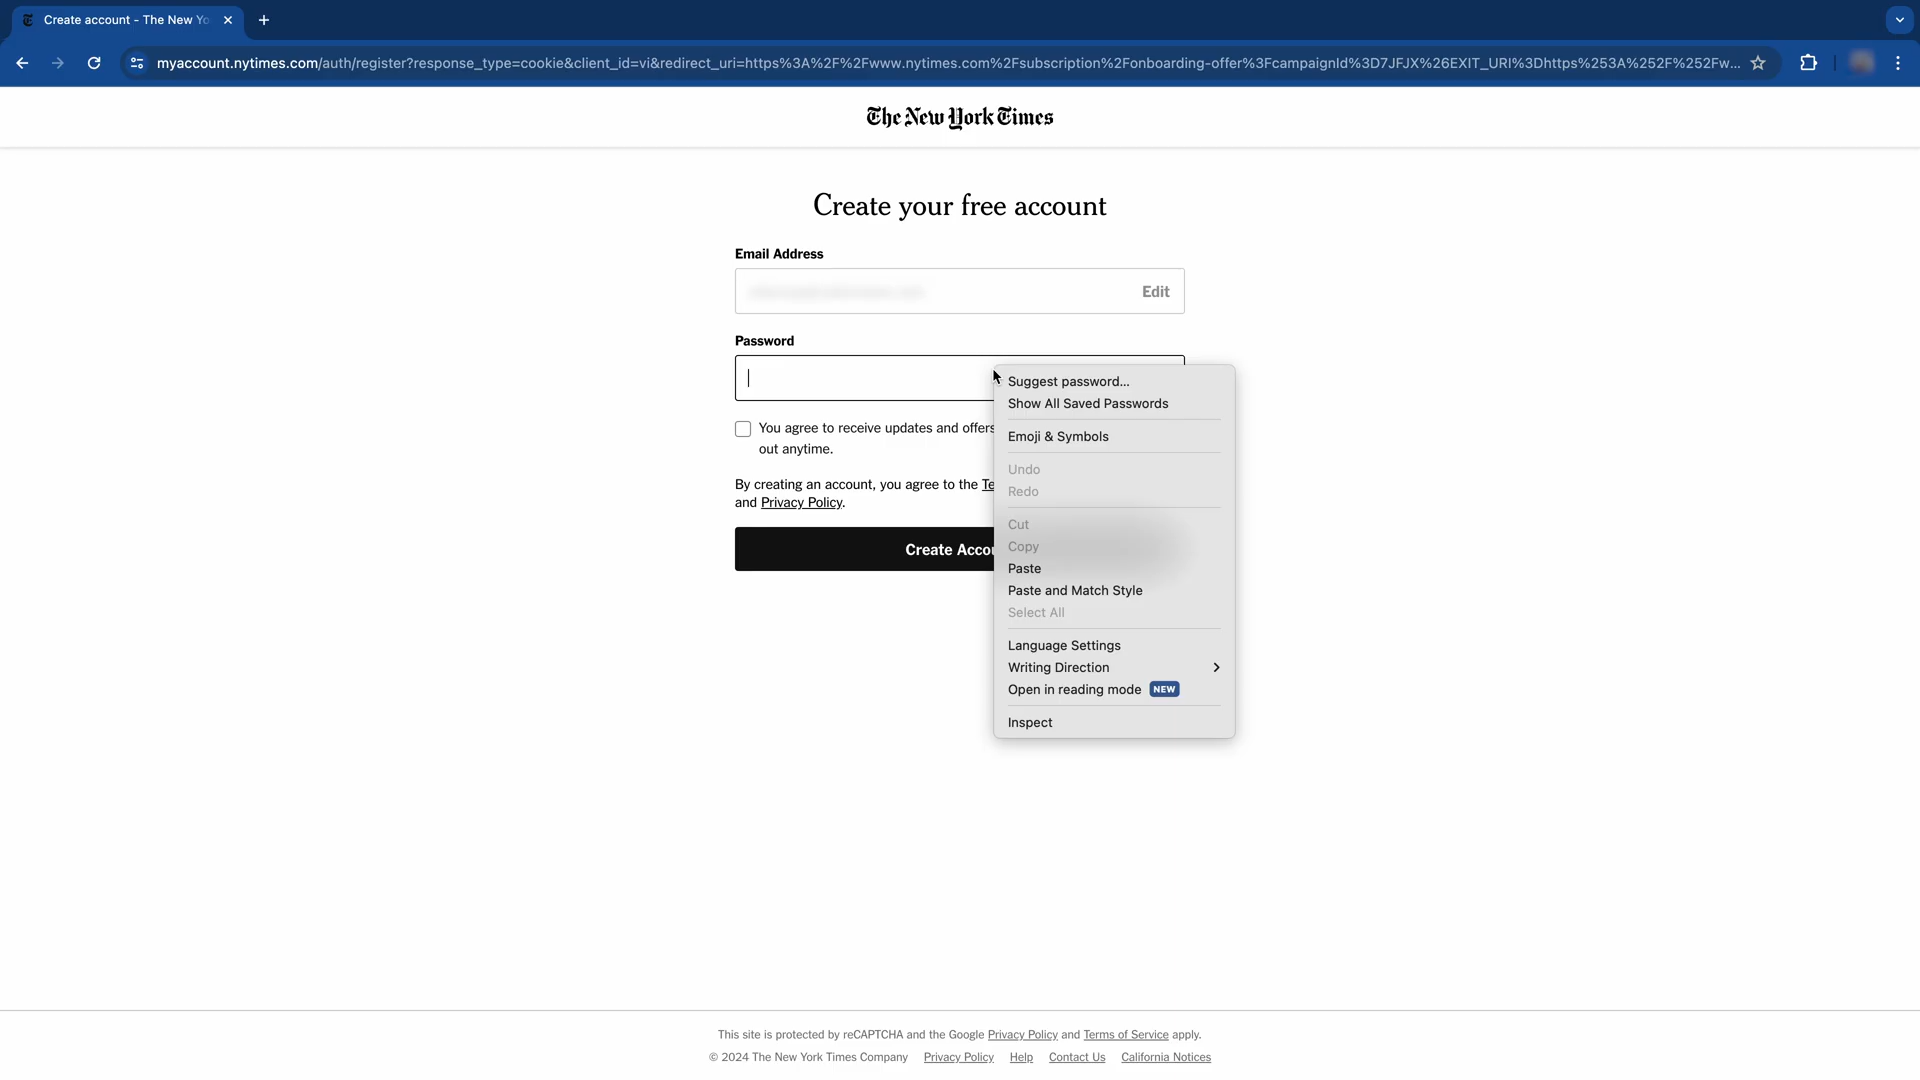 Create account - The New Yo
myaccount.nytimes.com/auth/register?response_type=cookie&client_id=vi&redirect_uri=https%3A%2F%2Fwww.nytimes.com%2Fsubscription%2Fonboarding-offer%3FcampaignId%3D7JFJX%26EXIT_URI%3Dhttps%253A%252F%252Fw...
The New York Times
Create your free account
Email Address
Edit
Password
You agree to receive updates and offers
out anytime.
By creating an account, you agree to the Te
and Privacy Policy.
Create Accou
Suggest password...
Show All Saved Passwords
Emoji & Symbols
Undo
Redo
Cut
Copy
Paste
Paste and Match Style
Select All
Language Settings
Writing Direction
Open in reading mode NEW
Inspect
This site is protected by reCAPTCHA and the Google Privacy Policy and Terms of Service apply.
© 2024 The New York Times Company Privacy Policy Help Contact Us California Notices